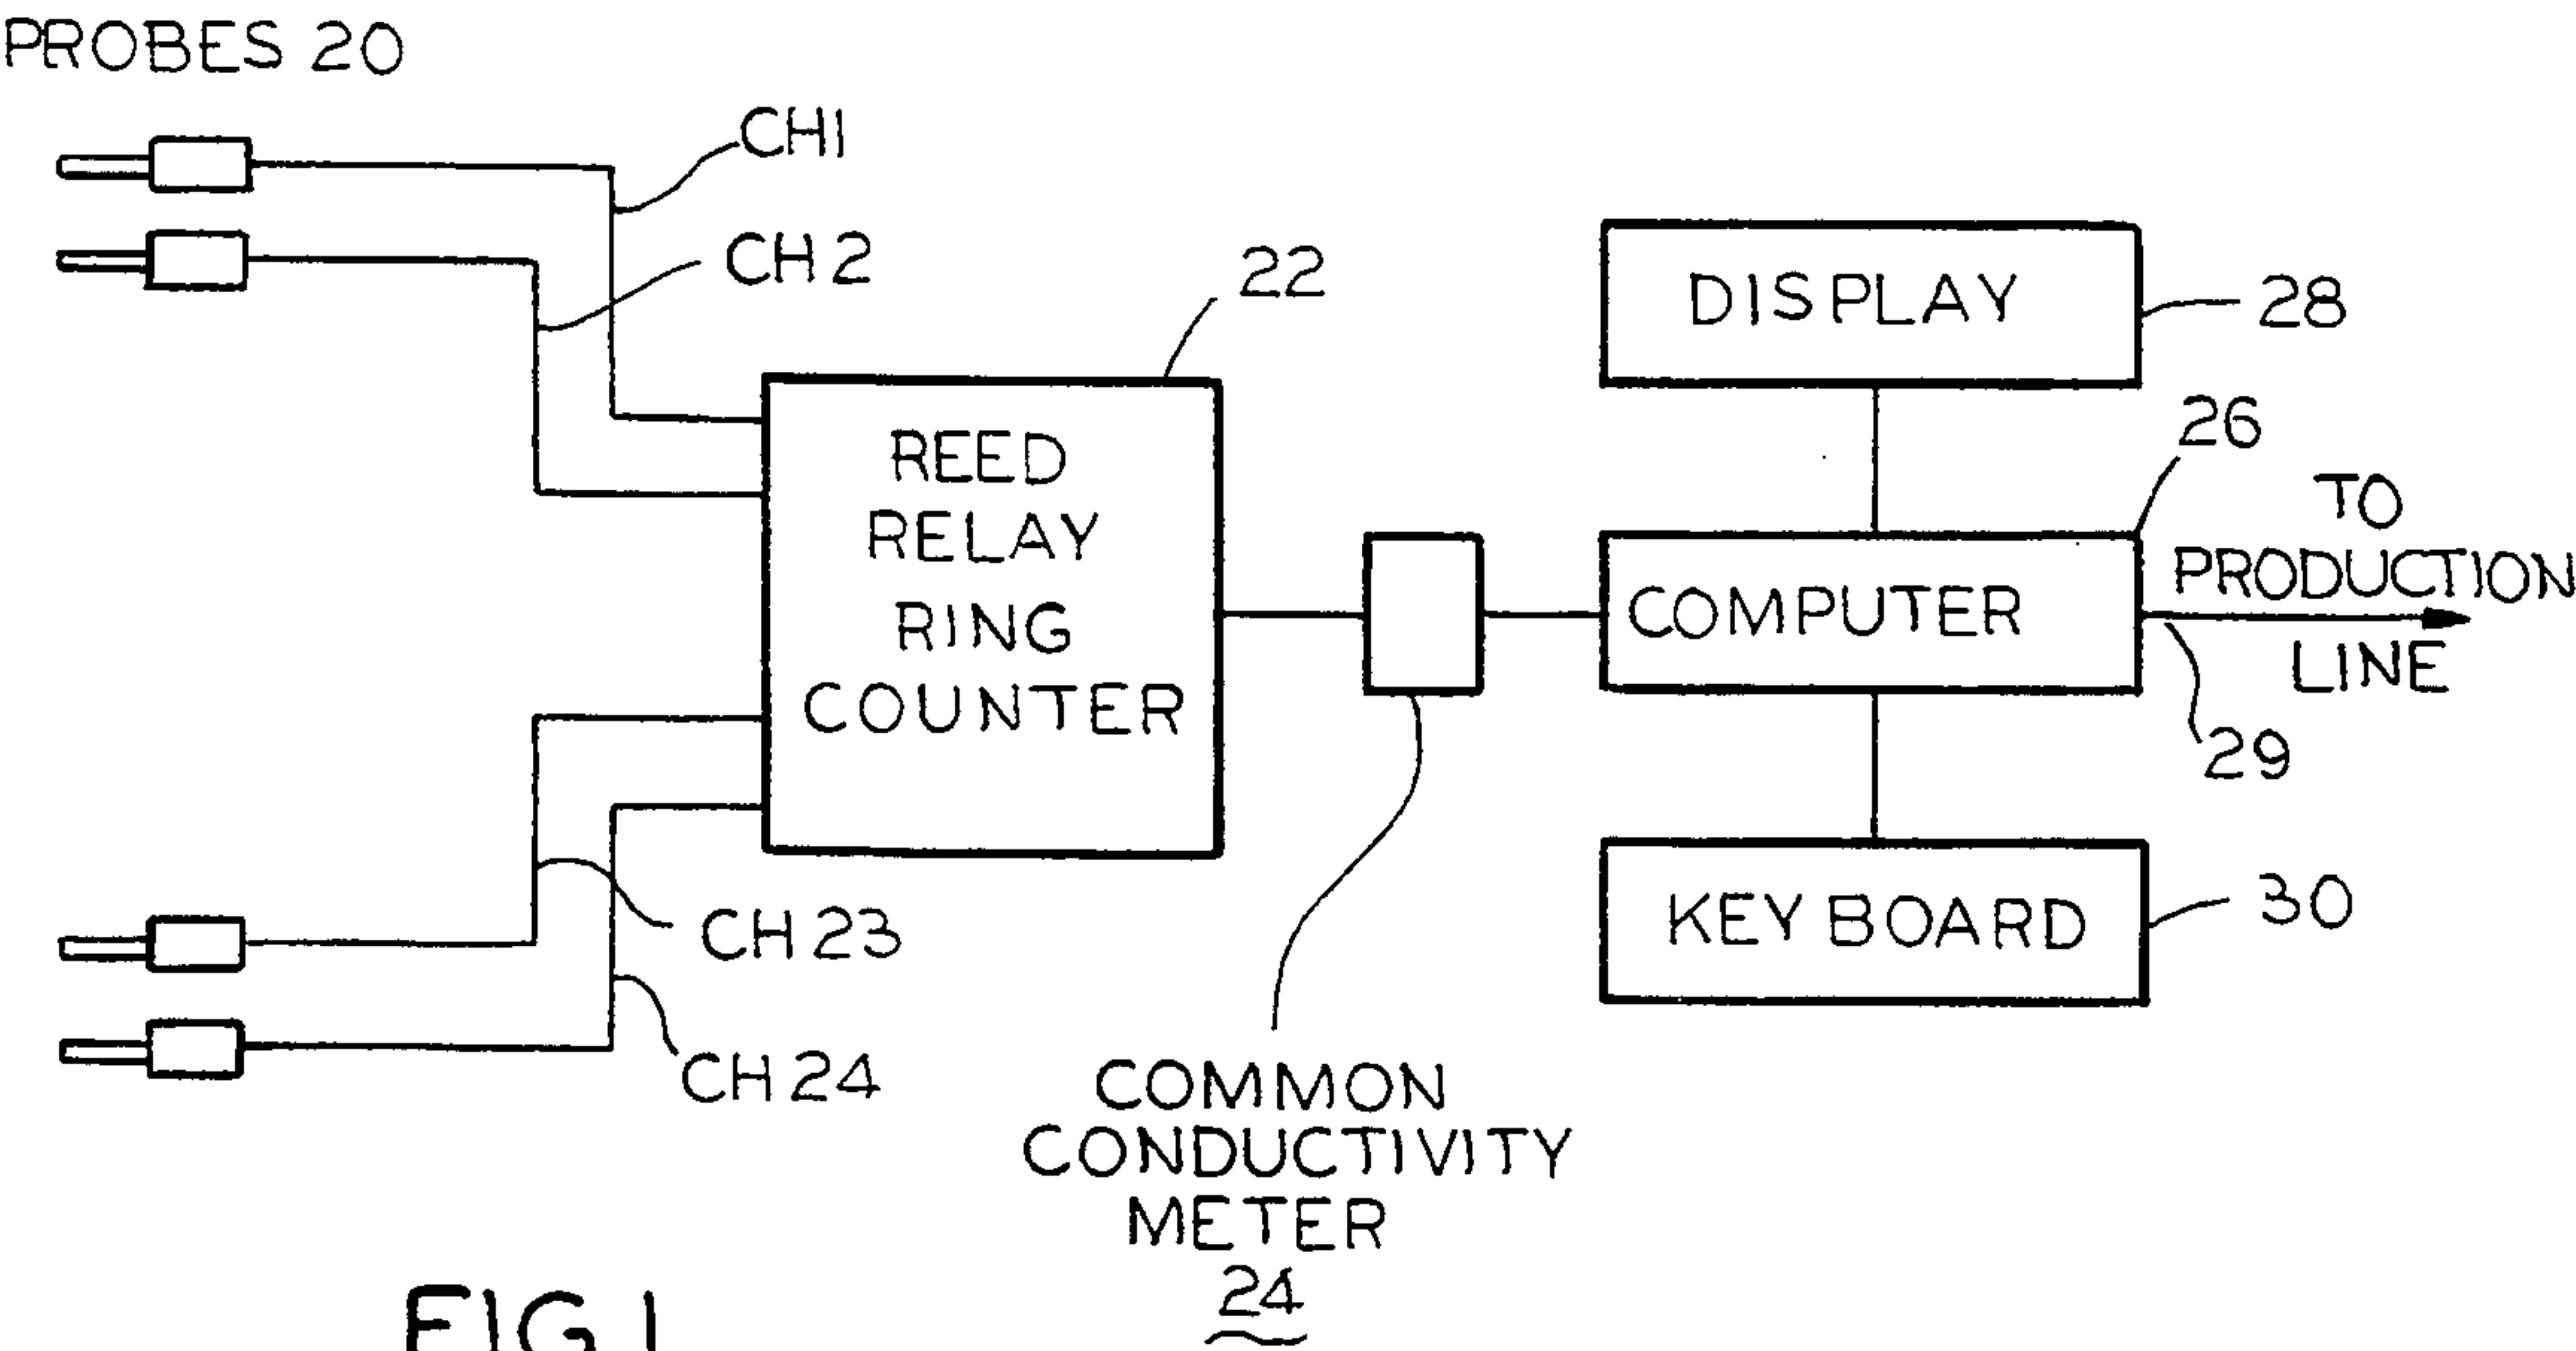 PROBES 20
CH1
CH 2
22
REED
RELAY
RING
COUNTER
DISPLAY
28
26
COMPUTER
TO
PRODUCTION
LINE
29
KEY BOARD
30
CH 23
CH 24
COMMON
CONDUCTIVITY
METER
24
FIG 1